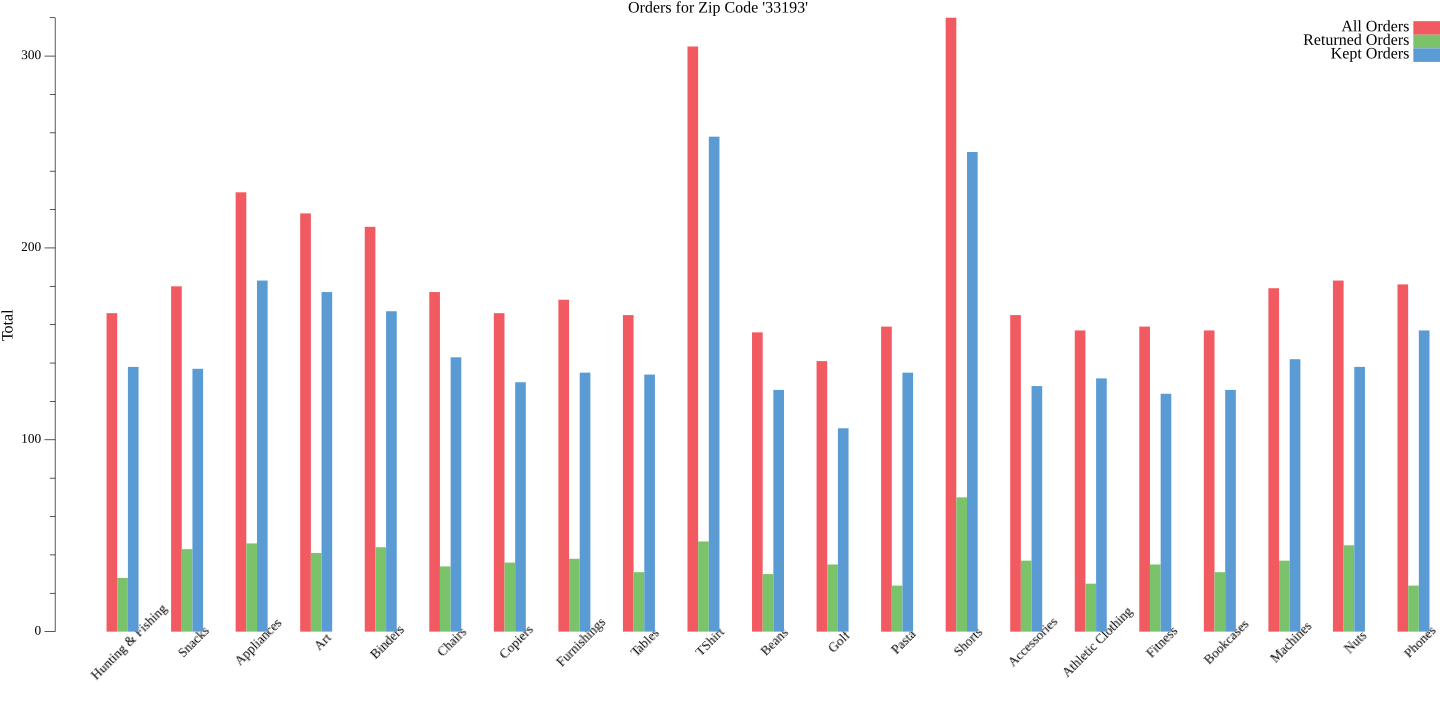 Orders for Zip Code '33193'
All Orders
Returned Orders
Kept Orders
Total
300
200
100
0
Hunting & Fishing
Snacks
Appliances
Art
Binders
Chairs
Copiers
Furnishings
Tables
TShirt
Beans
Golf
Pasta
Shorts
Accessories
Athletic Clothing
Fitness
Bookcases
Machines
Nuts
Phones